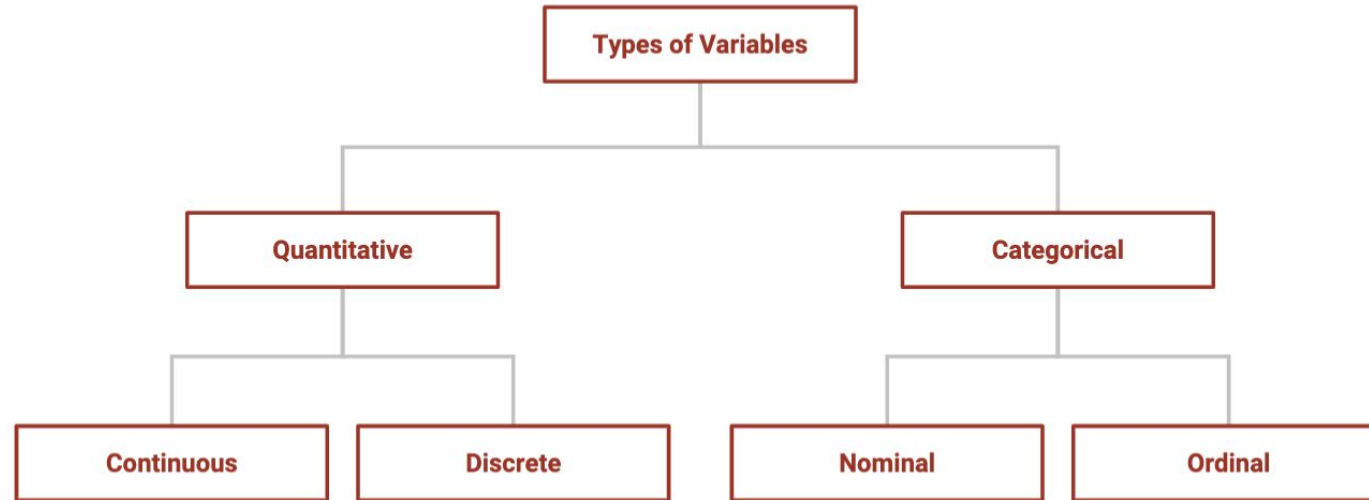 Types of Variables
Quantitative
Categorical
Continuous
Discrete
Nominal
Ordinal